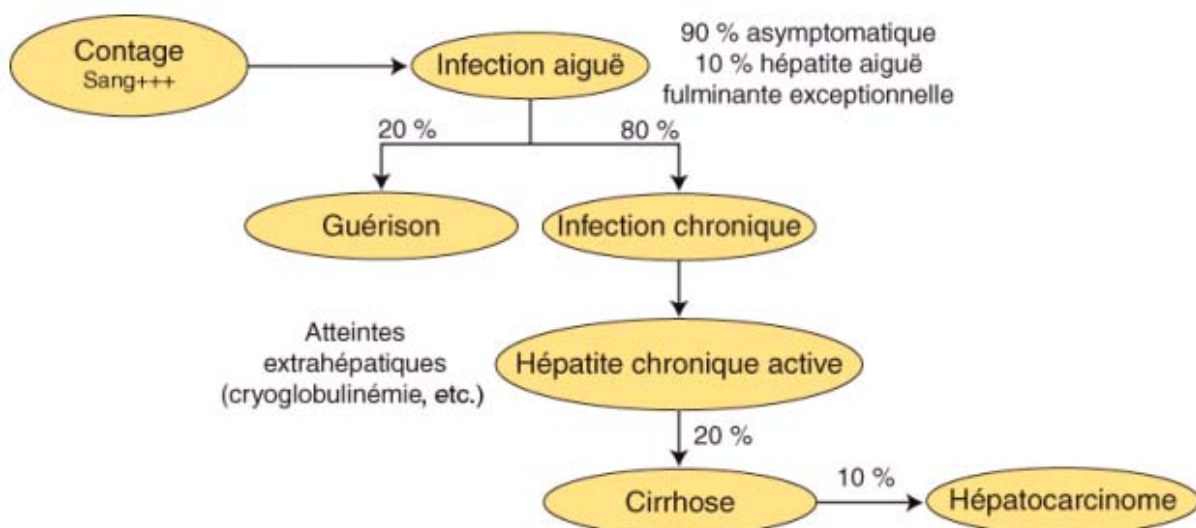 Contage
Sang+++
Infection aiguë
90 % asymptomatique
10 % hépatite aiguë
fulminante exceptionnelle
20 %
80 %
Guérison
Infection chronique
Atteintes
extrahépatiques
(cryoglobulinémie, etc.)
Hépatite chronique active
20 %
Cirrhose
10 %
Hépatocarcinome